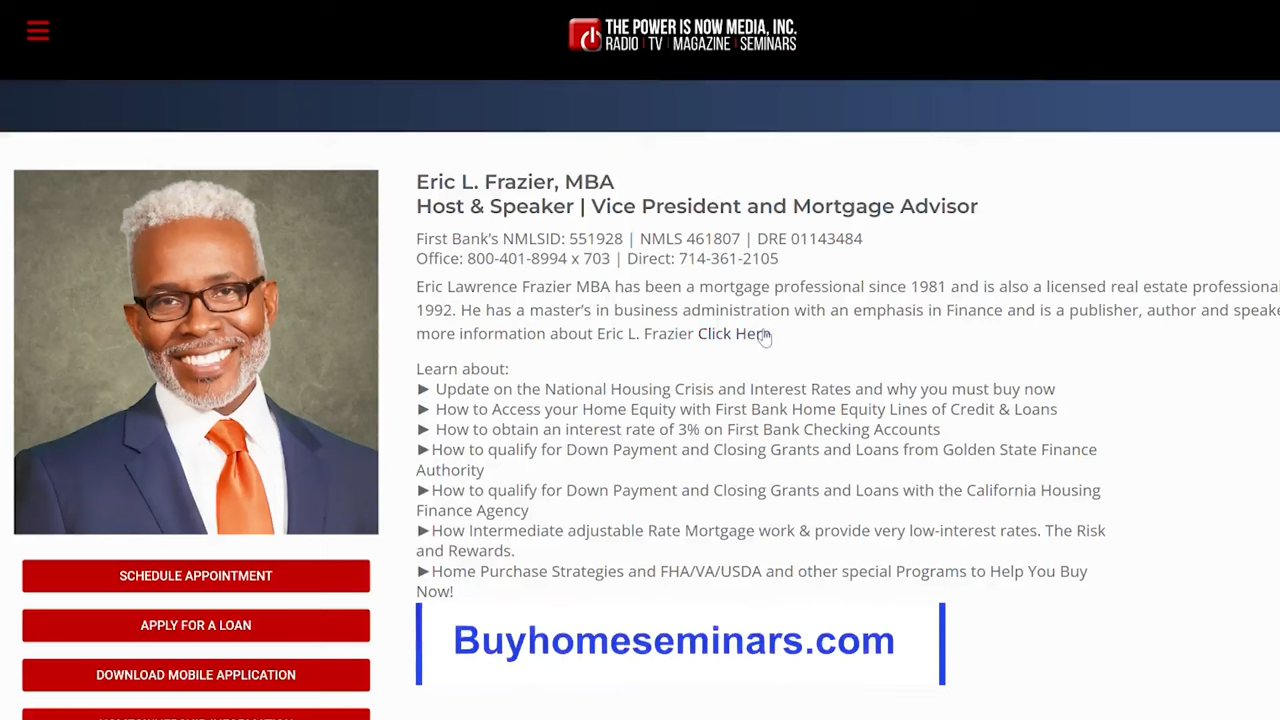 THE POWER IS NOW MEDIA, INC.
RADIO | TV | MAGAZINE | SEMINARS
Eric L. Frazier, MBA
Host & Speaker | Vice President and Mortgage Advisor
First Bank's NMLSID: 551928 | NMLS 461807 | DRE 01143484
Office: 800-401-8994 x 703 | Direct: 714-361-2105
Eric Lawrence Frazier MBA has been a mortgage professional since 1981 and is also a licensed real estate professional
1992. He has a master's in business administration with an emphasis in Finance and is a publisher, author and speake
more information about Eric L. Frazier Click Here
Learn about:
► Update on the National Housing Crisis and Interest Rates and why you must buy now
► How to Access your Home Equity with First Bank Home Equity Lines of Credit & Loans
► How to obtain an interest rate of 3% on First Bank Checking Accounts
►How to qualify for Down Payment and Closing Grants and Loans from Golden State Finance
Authority
►How to qualify for Down Payment and Closing Grants and Loans with the California Housing
Finance Agency
►How Intermediate adjustable Rate Mortgage work & provide very low-interest rates. The Risk
and Rewards.
►Home Purchase Strategies and FHA/VA/USDA and other special Programs to Help You Buy
Now!
Buyhomeseminars.com
SCHEDULE APPOINTMENT
APPLY FOR A LOAN
DOWNLOAD MOBILE APPLICATION